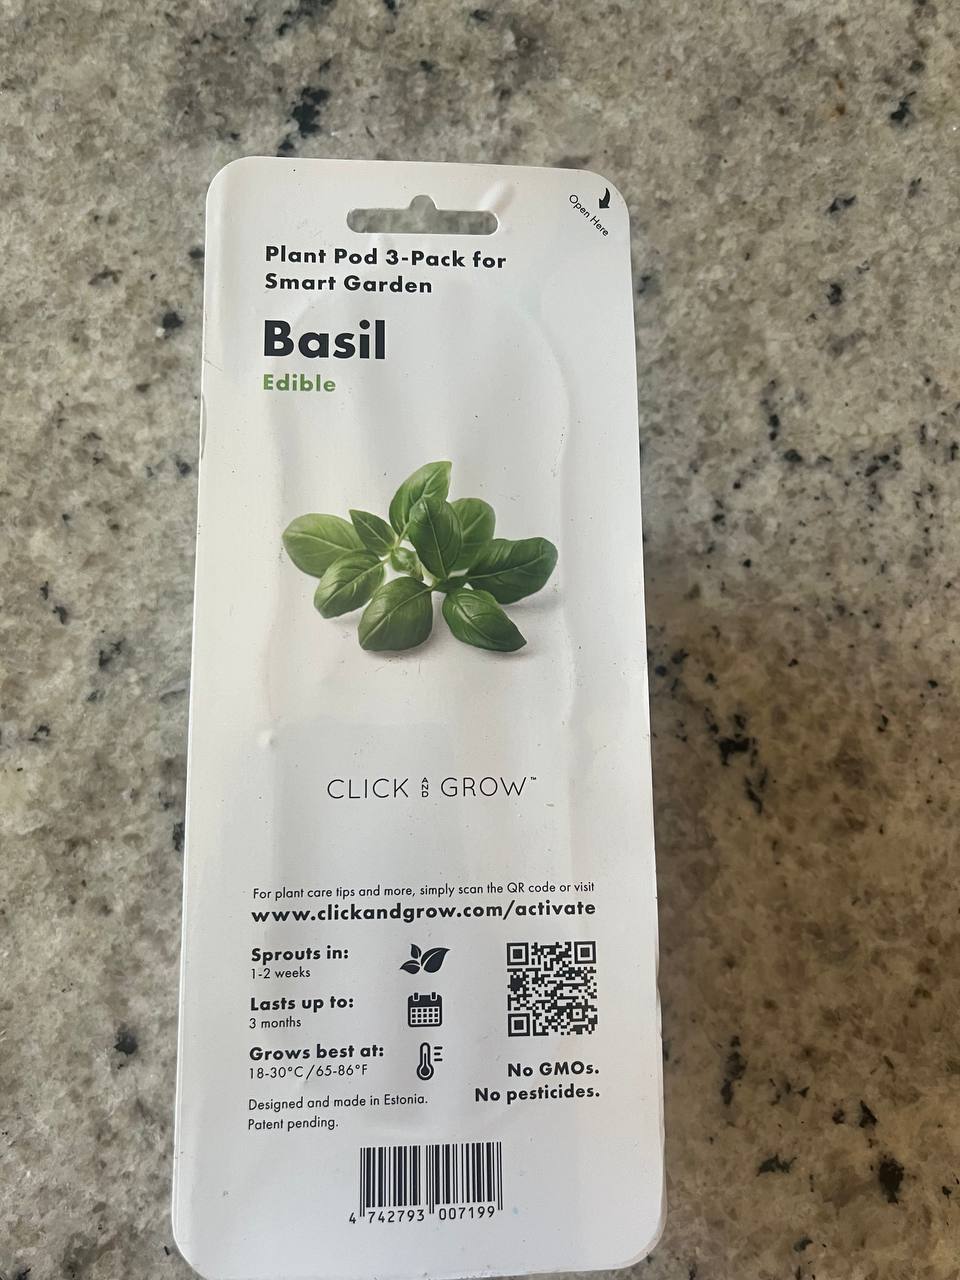 Open Here
Plant Pod 3-Pack for
Smart Garden
Basil
Edible
CLICK AND GROW™
For plant care tips and more, simply scan the QR code or visit
www.clickandgrow.com/activate
Sprouts in:
1-2 weeks
Lasts up to:
3 months
Grows best at:
18-30°C/65-86°F
No GMOs.
No pesticides.
Designed and made in Estonia.
Patent pending.
4 742793 007199